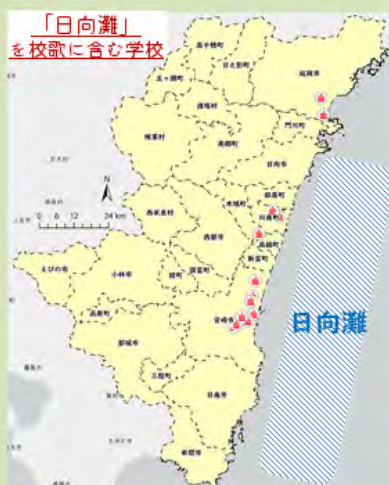 「日向灘」
を校歌に含む学校
高千穂町
日之影町
延岡市
五ヶ瀬町
諸塚村
門川町
椎葉村
美郷町
日向市
N
0 6 12 24 km
西米良村
木城町
都農町
川南町
高鍋町
西都市
新富町
えびの市
小林市
綾町
国富町
高原町
宮崎市
日向灘
都城市
三股町
日南市
串間市